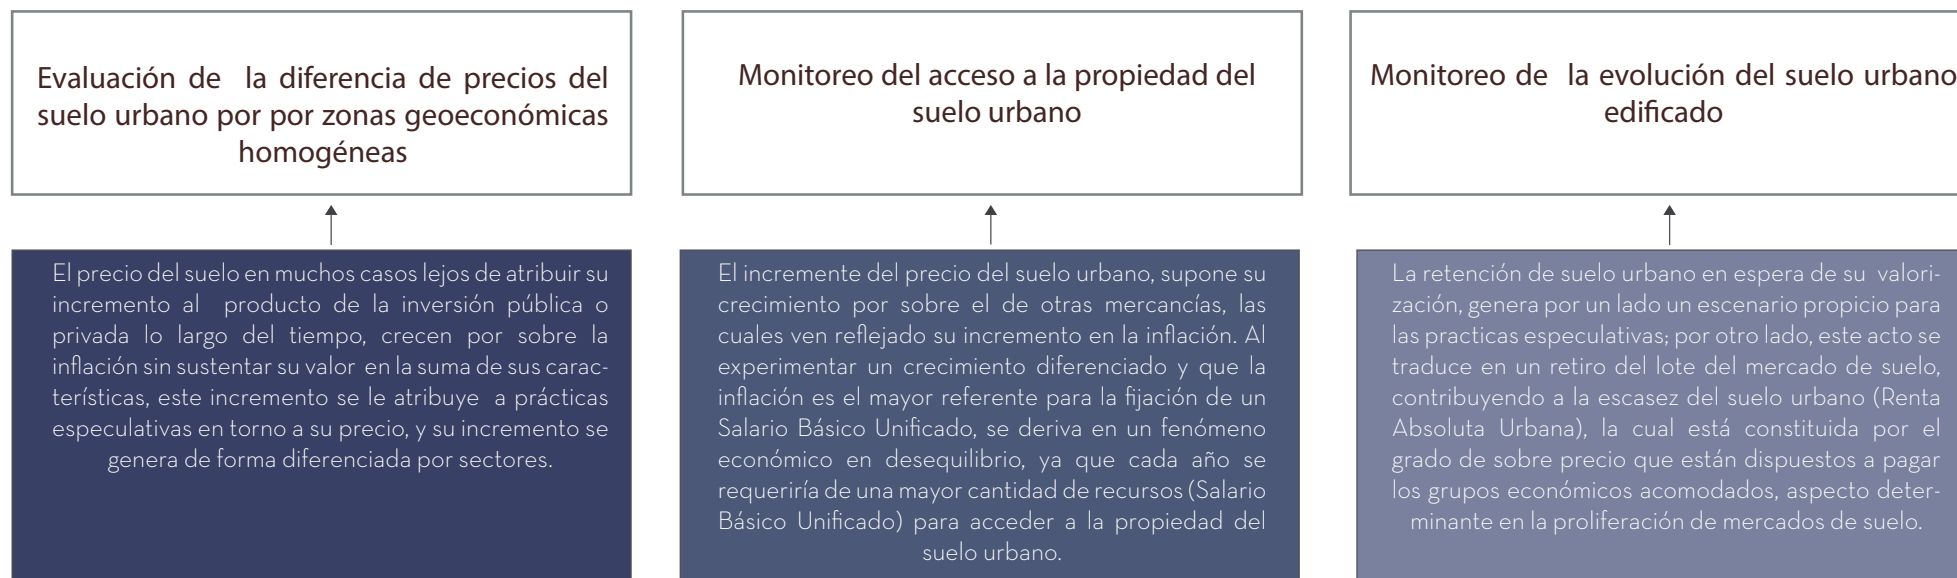 Evaluación de la diferencia de precios del
suelo urbano por por zonas geoeconómicas
homogéneas
Monitoreo del acceso a la propiedad del
suelo urbano
Monitoreo de la evolución del suelo urbano
edificado
El precio del suelo en muchos casos lejos de atribuir su
incremento al producto de la inversión pública o
privada lo largo del tiempo, crecen por sobre la
inflación sin sustentar su valor en la suma de sus carac-
terísticas, este incremento se le atribuye a prácticas
especulativas en torno a su precio, y su incremento se
genera de forma diferenciada por sectores.
El incremente del precio del suelo urbano, supone su
crecimiento por sobre el de otras mercancías, las
cuales ven reflejado su incremento en la inflación. Al
experimentar un crecimiento diferenciado y que la
inflación es el mayor referente para la fijación de un
Salario Básico Unificado, se deriva en un fenómeno
económico en desequilibrio, ya que cada año se
requeriría de una mayor cantidad de recursos (Salario
Básico Unificado) para acceder a la propiedad del
suelo urbano.
La retención de suelo urbano en espera de su valori-
zación, genera por un lado un escenario propicio para
las practicas especulativas; por otro lado, este acto se
traduce en un retiro del lote del mercado de suelo,
contribuyendo a la escasez del suelo urbano (Renta
Absoluta Urbana), la cual está constituida por el
grado de sobre precio que están dispuestos a pagar
los grupos económicos acomodados, aspecto deter-
minante en la proliferación de mercados de suelo.